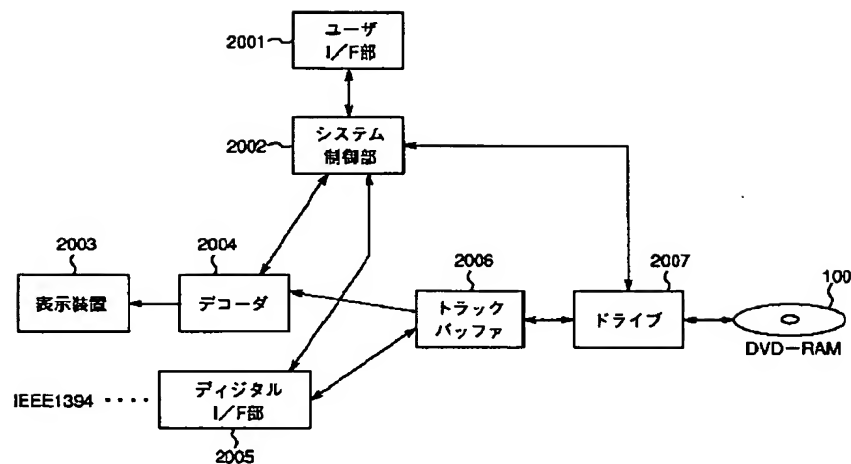 2001
ユーザ
I/F部
2002
システム
制御部
2003
表示装置
2004
デコーダ
2006
トラック
バッファ
2007
ドライブ
100
DVD-RAM
IEEE1394 ····
ディジタル
I/F部
2005